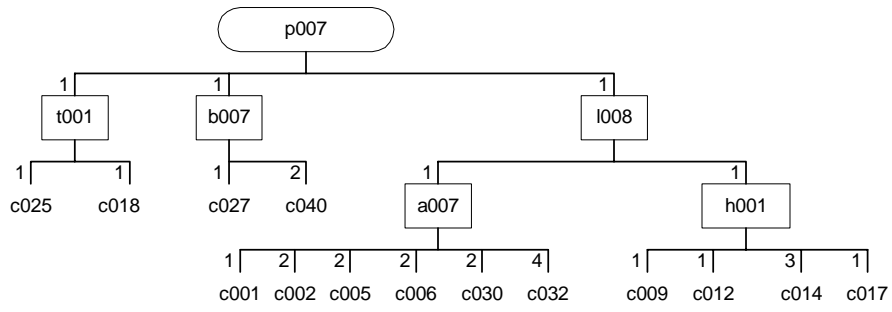 p007
1 1 1
t001 b007 l008
1 1 1 2 1 1
c025 c018 c027 c040 a007 h001
1 2 2 2 2 4 1 1 3 1
c001 c002 c005 c006 c030 c032 c009 c012 c014 c017